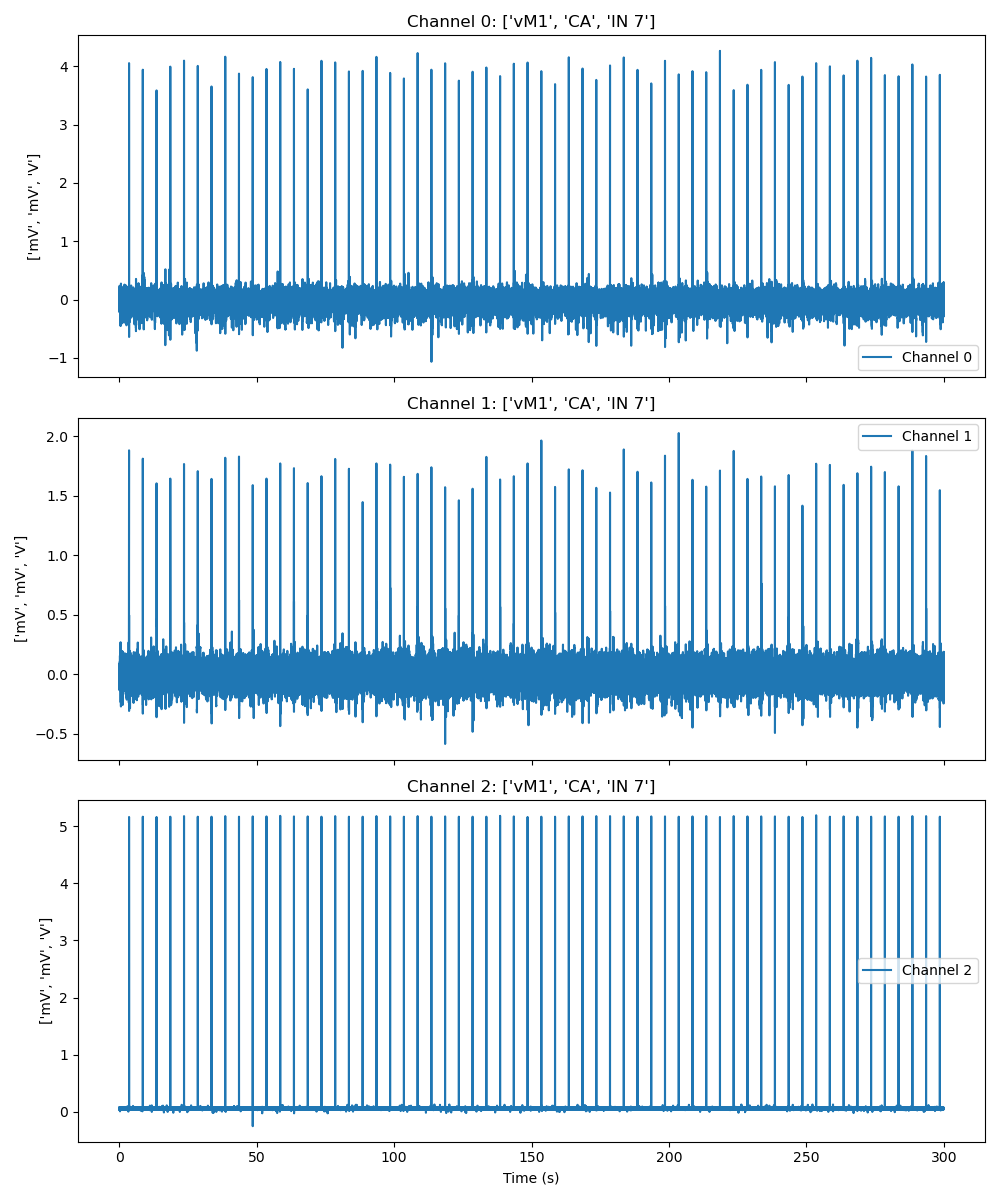 Channel 0: ['vM1', 'CA', 'IN 7']
4
3
2
1
0
−1
['mV', 'mV', 'V']
Channel 0
Channel 1: ['vM1', 'CA', 'IN 7']
2.0
1.5
1.0
0.5
0.0
−0.5
['mV', 'mV', 'V']
Channel 1
Channel 2: ['vM1', 'CA', 'IN 7']
5
4
3
2
1
0
['mV', 'mV', 'V']
Channel 2
0 50 100 150 200 250 300
Time (s)